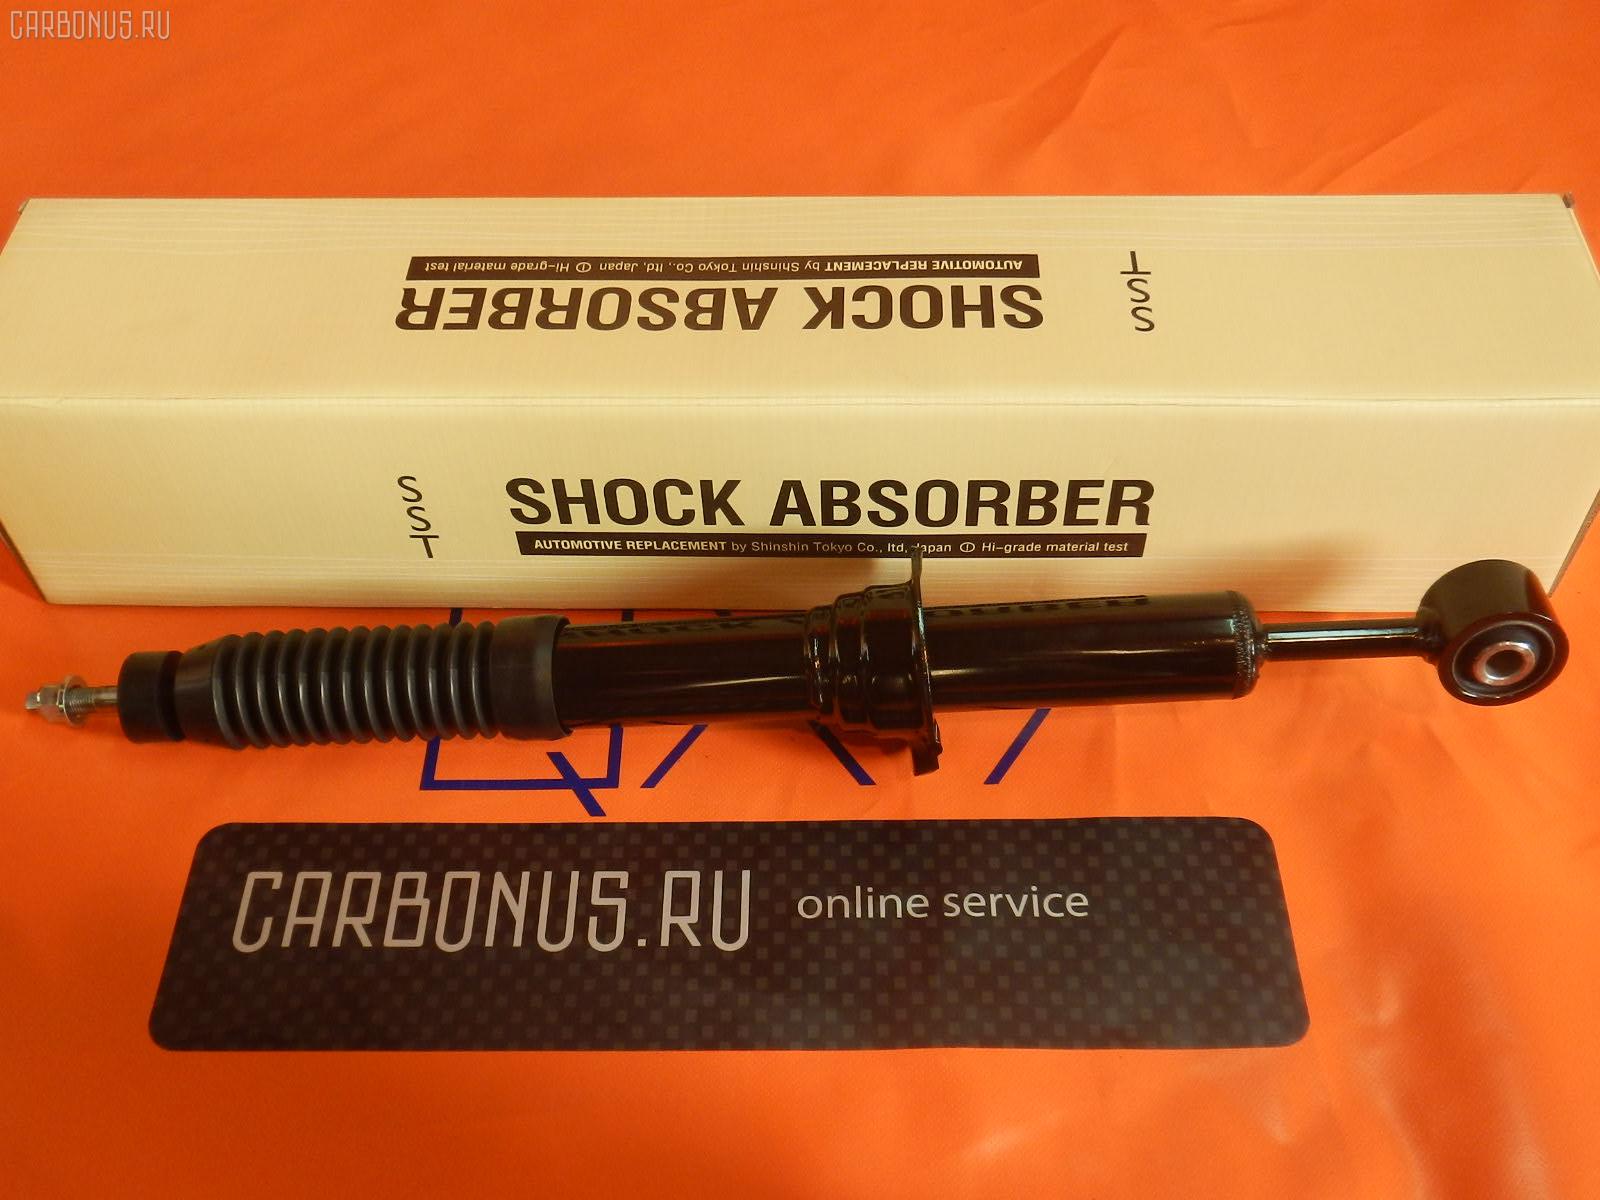 CARBONUS.RU
SST
SHOCK ABSORBER
AUTOMOTIVE REPLACEMENT by Shinshin Tokyo Co., ltd, Japan Hi-grade material test
SST
SHOCK ABSORBER
AUTOMOTIVE REPLACEMENT by Shinshin Tokyo Co., ltd, Japan Hi-grade material test
CARBONUS.RU online service